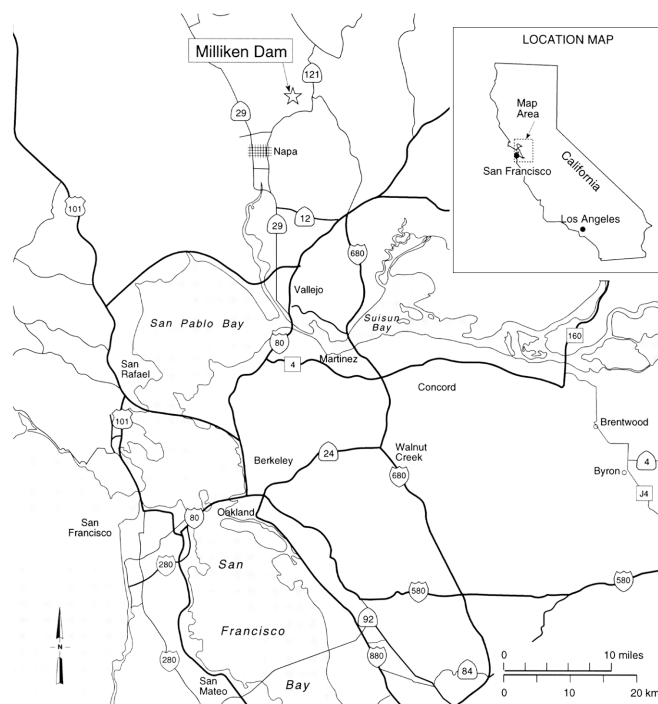 Milliken Dam
121
29
Napa
101
29
12
680
Vallejo
San Pablo Bay
Suisun
Bay
80
4
Martinez
160
San
Rafael
Concord
101
Brentwood
24
Walnut
Creek
Berkeley
4
Byron
680
J4
80
Oakland
San
Francisco
280
San
580
580
92
Francisco
N
280
880
84
San
Mateo
Bay
0 10 miles
0 10 20 km
LOCATION MAP
Map
Area
San Francisco
California
Los Angeles